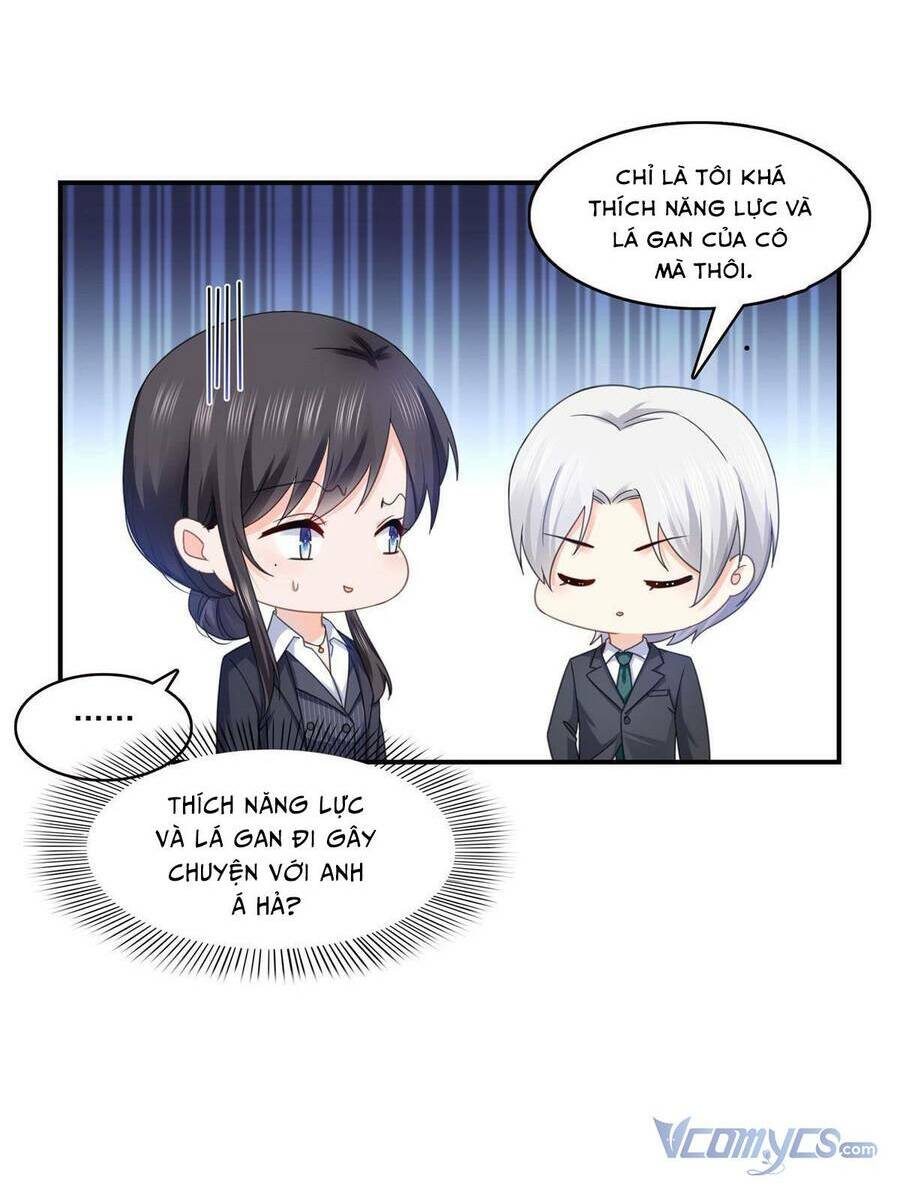 CHỈ LÀ TÔI KHÁ
THÍCH NĂNG LỰC VÀ
LÁ GAN CỦA CÔ
MÀ THÔI.
.......
THÍCH NĂNG LỰC
VÀ LÁ GAN ĐI GÂY
CHUYỆN VỚI ANH
Á HẢ?
Vcomycs.com